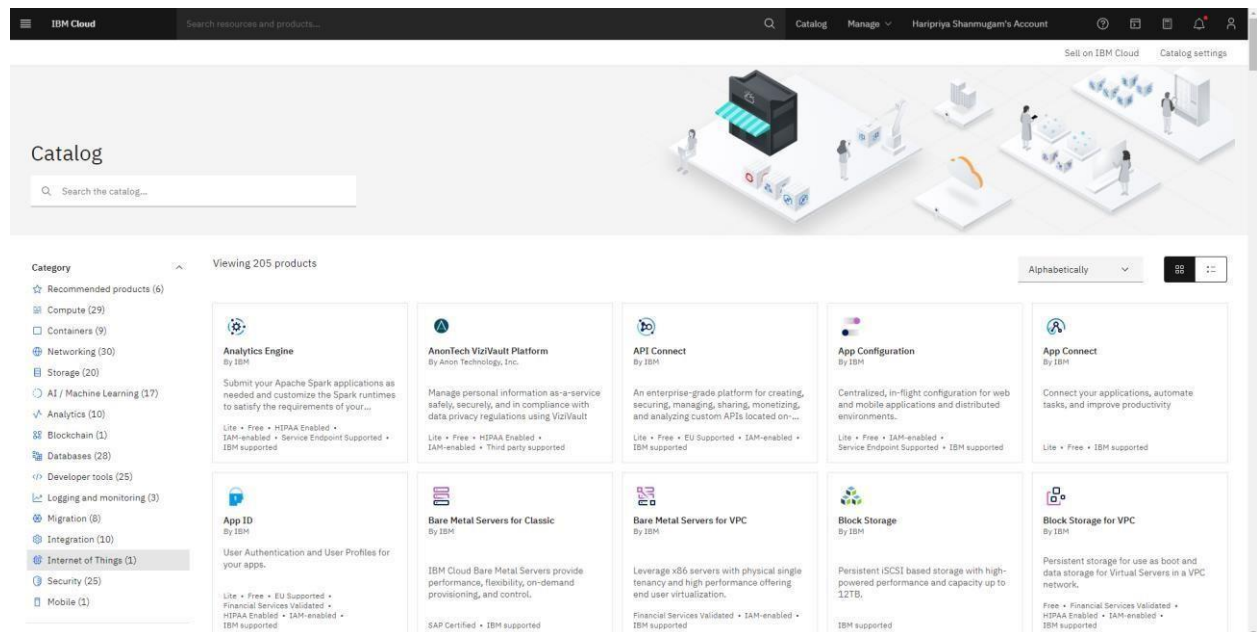 IBM Cloud
Search resources and products...
Catalog
Manage
Haripriya Shanmugam's Account
Sell on IBM Cloud
Catalog settings
Catalog
Search the catalog...
Category
Recommended products (6)
Compute (29)
Containers (9)
Networking (30)
Storage (20)
AI / Machine Learning (17)
Analytics (10)
Blockchain (1)
Databases (28)
Developer tools (25)
Logging and monitoring (3)
Migration (8)
Integration (10)
Internet of Things (1)
Security (25)
Mobile (1)
Viewing 205 products
Alphabetically
Analytics Engine
By IBM
Submit your Apache Spark applications as
needed and customize the Spark runtimes
to satisfy the requirements of your...
Lite • Free • HIPAA Enabled •
IAM-enabled • Service Endpoint Supported •
IBM supported
AnonTech ViziVault Platform
By Anon Technology, Inc.
Manage personal information as-a-service
safely, securely, and in compliance with
data privacy regulations using ViziVault
Lite • Free • HIPAA Enabled •
IAM-enabled • Third party supported
API Connect
By IBM
An enterprise-grade platform for creating,
securing, managing, sharing, monetizing,
and analyzing custom APIs located on-...
Lite • Free • EU Supported • IAM-enabled •
IBM supported
App Configuration
By IBM
Centralized, in-flight configuration for web
and mobile applications and distributed
environments.
Lite • Free • IAM-enabled •
Service Endpoint Supported • IBM supported
App Connect
By IBM
Connect your applications, automate
tasks, and improve productivity
Lite • Free • IBM supported
App ID
By IBM
User Authentication and User Profiles for
your apps.
Lite • Free • EU Supported •
Financial Services Validated •
HIPAA Enabled • IAM-enabled •
IBM supported
Bare Metal Servers for Classic
By IBM
IBM Cloud Bare Metal Servers provide
performance, flexibility, on-demand
provisioning, and control.
SAP Certified • IBM supported
Bare Metal Servers for VPC
By IBM
Leverage x86 servers with physical single
tenancy and high performance offering
end user virtualization.
Financial Services Validated • IAM-enabled •
IBM supported
Block Storage
By IBM
Persistent iSCSI based storage with high-
powered performance and capacity up to
12TB.
IBM supported
Block Storage for VPC
By IBM
Persistent storage for use as boot and
data storage for Virtual Servers in a VPC
network.
Free • Financial Services Validated •
HIPAA Enabled • IAM-enabled •
IBM supported